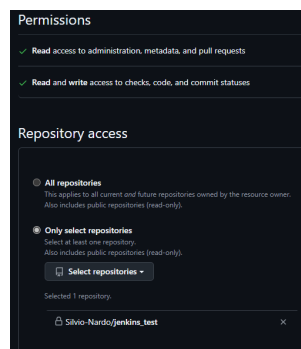 Permissions
Read access to administration, metadata, and pull requests
Read and write access to checks, code, and commit statuses
Repository access
All repositories
This applies to all current and future repositories owned by the resource owner.
Also includes public repositories (read-only).
Only select repositories
Select at least one repository.
Also includes public repositories (read-only).
Select repositories
Selected 1 repository.
Silvio-Nardo/jenkins_test